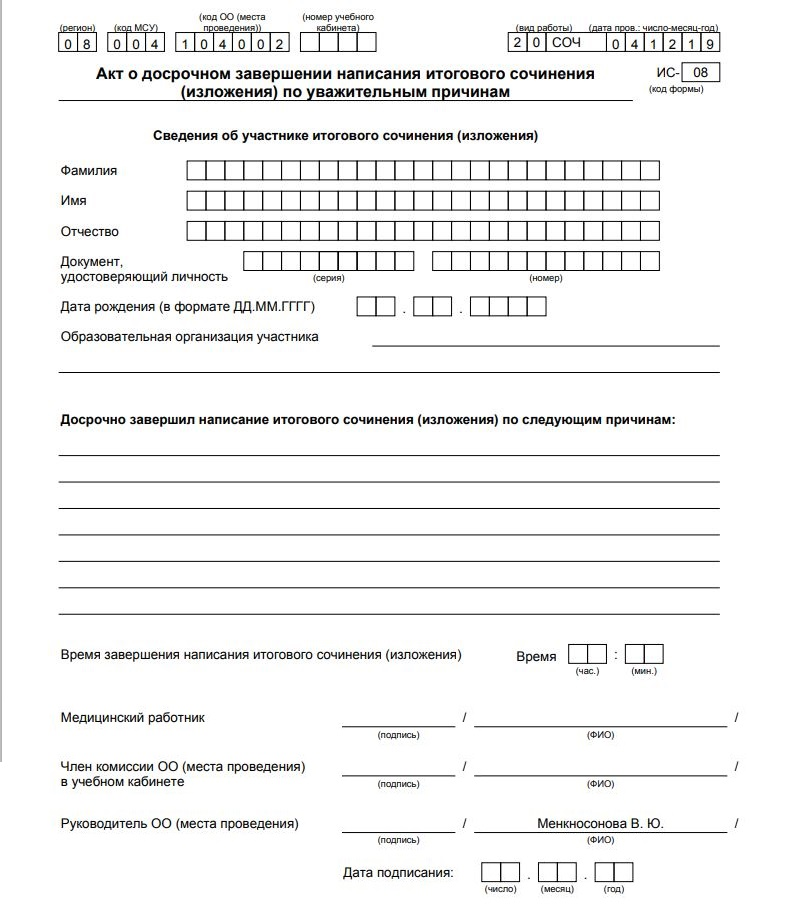 (регион) (код МСУ) (код ОО (места проведения)) (номер учебного кабинета) (вид работы) (дата пров.: число-месяц-год)
08 004 104002 20 СОЧ 041219
Акт о досрочном завершении написания итогового сочинения ИС- 08
(изложения) по уважительным причинам (код формы)
Сведения об участнике итогового сочинения (изложения)
Фамилия
Имя
Отчество
Документ,
удостоверяющий личность (серия) (номер)
Дата рождения (в формате ДД.ММ.ГГГГ) . .
Образовательная организация участника
Досрочно завершил написание итогового сочинения (изложения) по следующим причинам:
Время завершения написания итогового сочинения (изложения) Время :
(час.) (мин.)
Медицинский работник / /
(подпись) (ФИО)
Член комиссии ОО (места проведения) / /
в учебном кабинете (подпись) (ФИО)
Руководитель ОО (места проведения) / Менкносонова В. Ю. /
(подпись) (ФИО)
Дата подписания: . .
(число) (месяц) (год)